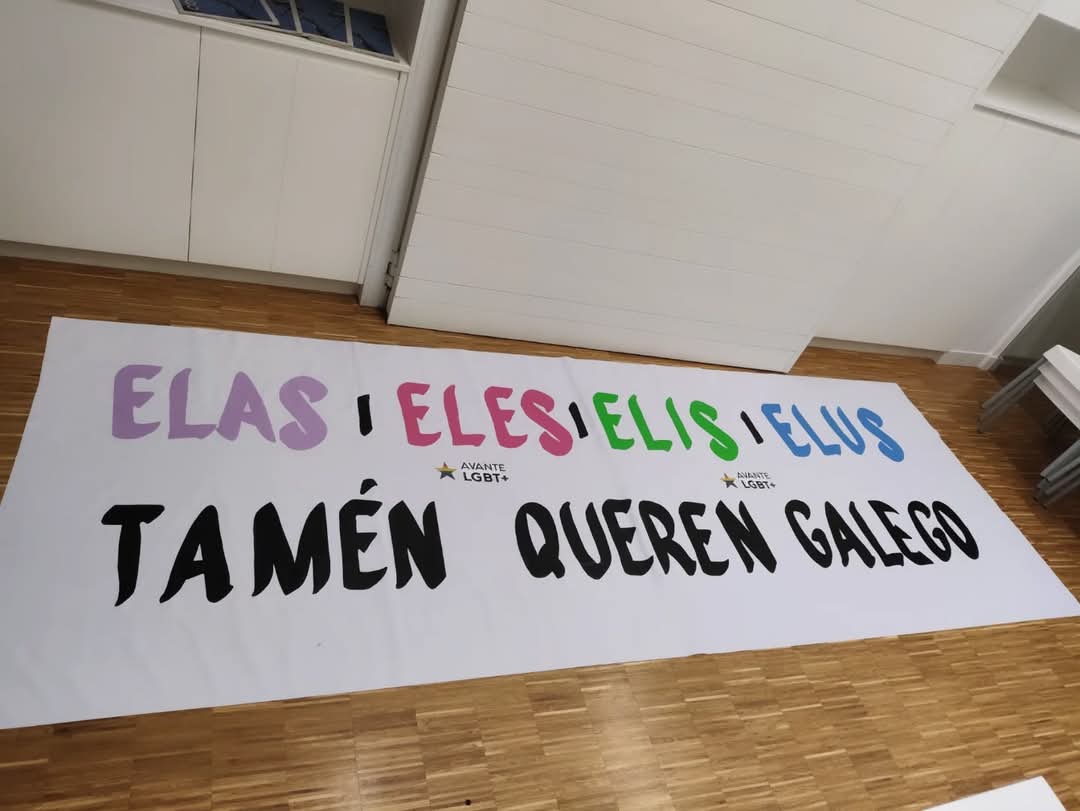 ELAS | ELES | ELIS | ELUS
AVANTE
LGBT+
AVANTE
LGBT+
TAMÉN QUEREN GALEGO